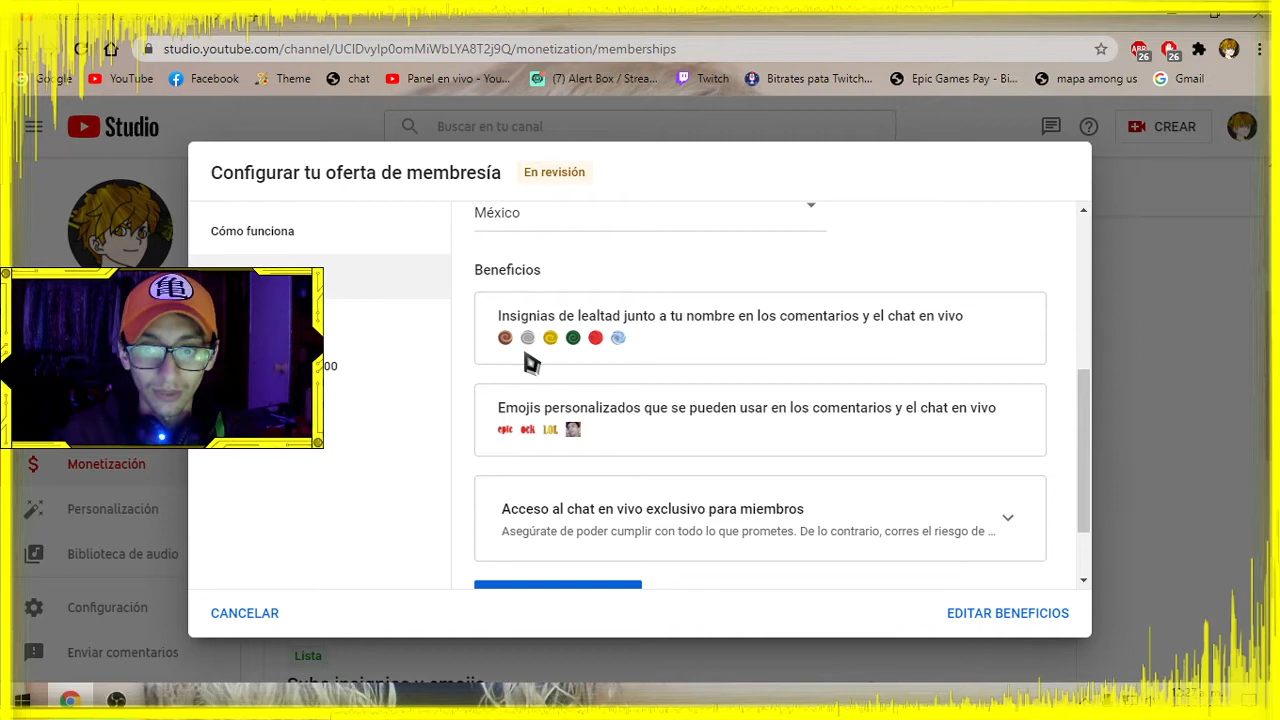 studio.youtube.com/channel/UCIDvyIp0omMiWbLYA8T2j9Q/monetization/memberships
ABP
26
26
Google
YouTube
Facebook
Theme
chat
Panel en vivo - You...
(7) Alert Box / Strea...
Twitch
Bitrates pata Twitch...
Epic Games Pay - Bi...
mapa among us
Gmail
Studio
Buscar en tu canal
CREAR
Configurar tu oferta de membresía
En revisión
Cómo funciona
México
Beneficios
Insignias de lealtad junto a tu nombre en los comentarios y el chat en vivo
00
Emojis personalizados que se pueden usar en los comentarios y el chat en vivo
epic
LOL
Monetización
Personalización
Acceso al chat en vivo exclusivo para miembros
Asegúrate de poder cumplir con todo lo que prometes. De lo contrario, corres el riesgo de ...
Biblioteca de audio
Configuración
CANCELAR
EDITAR BENEFICIOS
Enviar comentarios
Lista